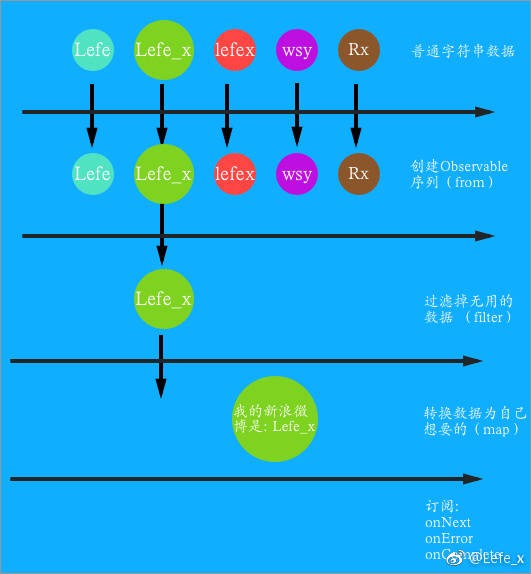 Lefe Lefe_x lefex wsy Rx 普通字符串数据
Lefe Lefe_x lefex wsy Rx 创建Observable
序列（from）
Lefe_x 过滤掉无用的
数据 （filter）
我的新浪微
博是: Lefe_x
转换数据为自己
想要的（map）
订阅:
onNext
onError
onComplete
@Lefe_x